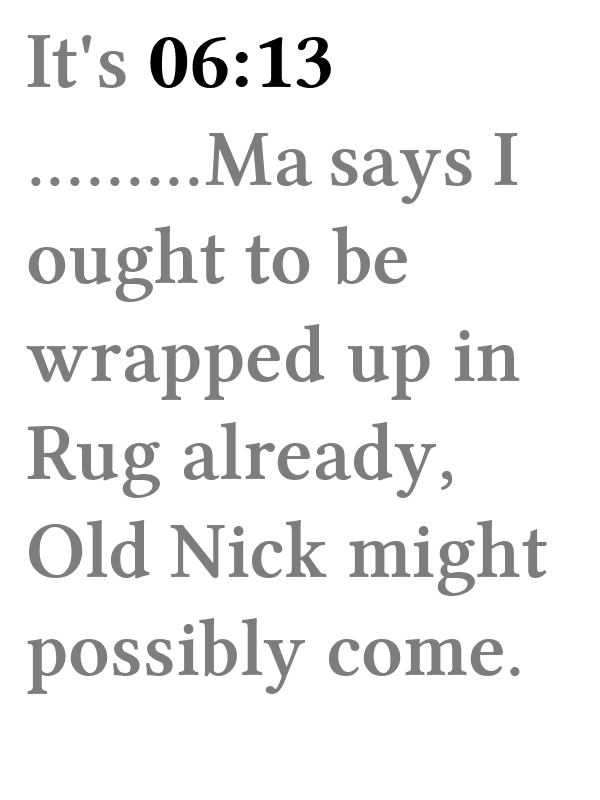 It's 06:13
.........Ma says I
ought to be
wrapped up in
Rug already,
Old Nick might
possibly come.